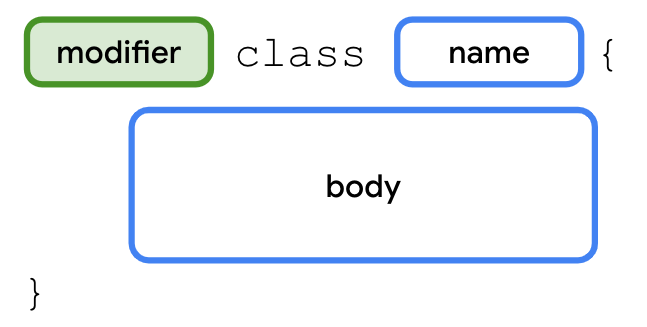 modifier class name {
body
}